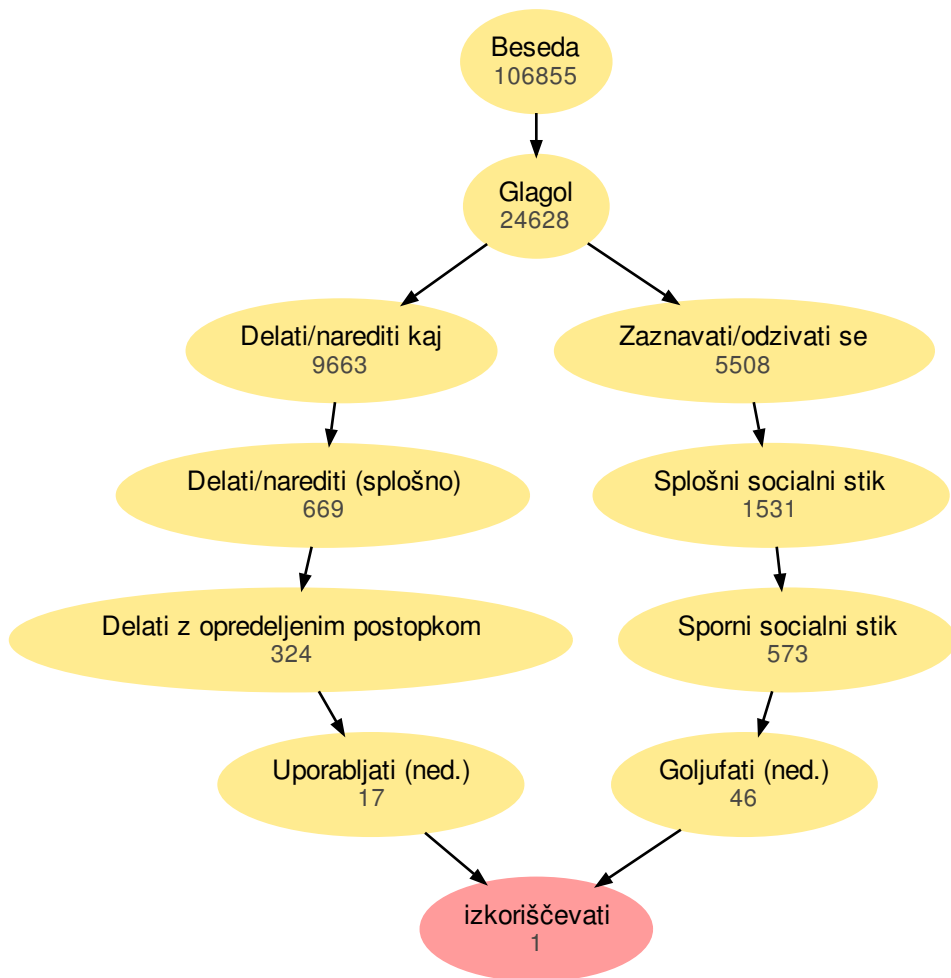 Beseda
106855
Glagol
24628
Delati/narediti kaj
9663
Zaznavati/odzivati se
5508
Delati/narediti (splošno)
669
Splošni socialni stik
1531
Delati z opredeljenim postopkom
324
Sporni socialni stik
573
Uporabljati (ned.)
17
Goljufati (ned.)
46
izkoriščevati
1